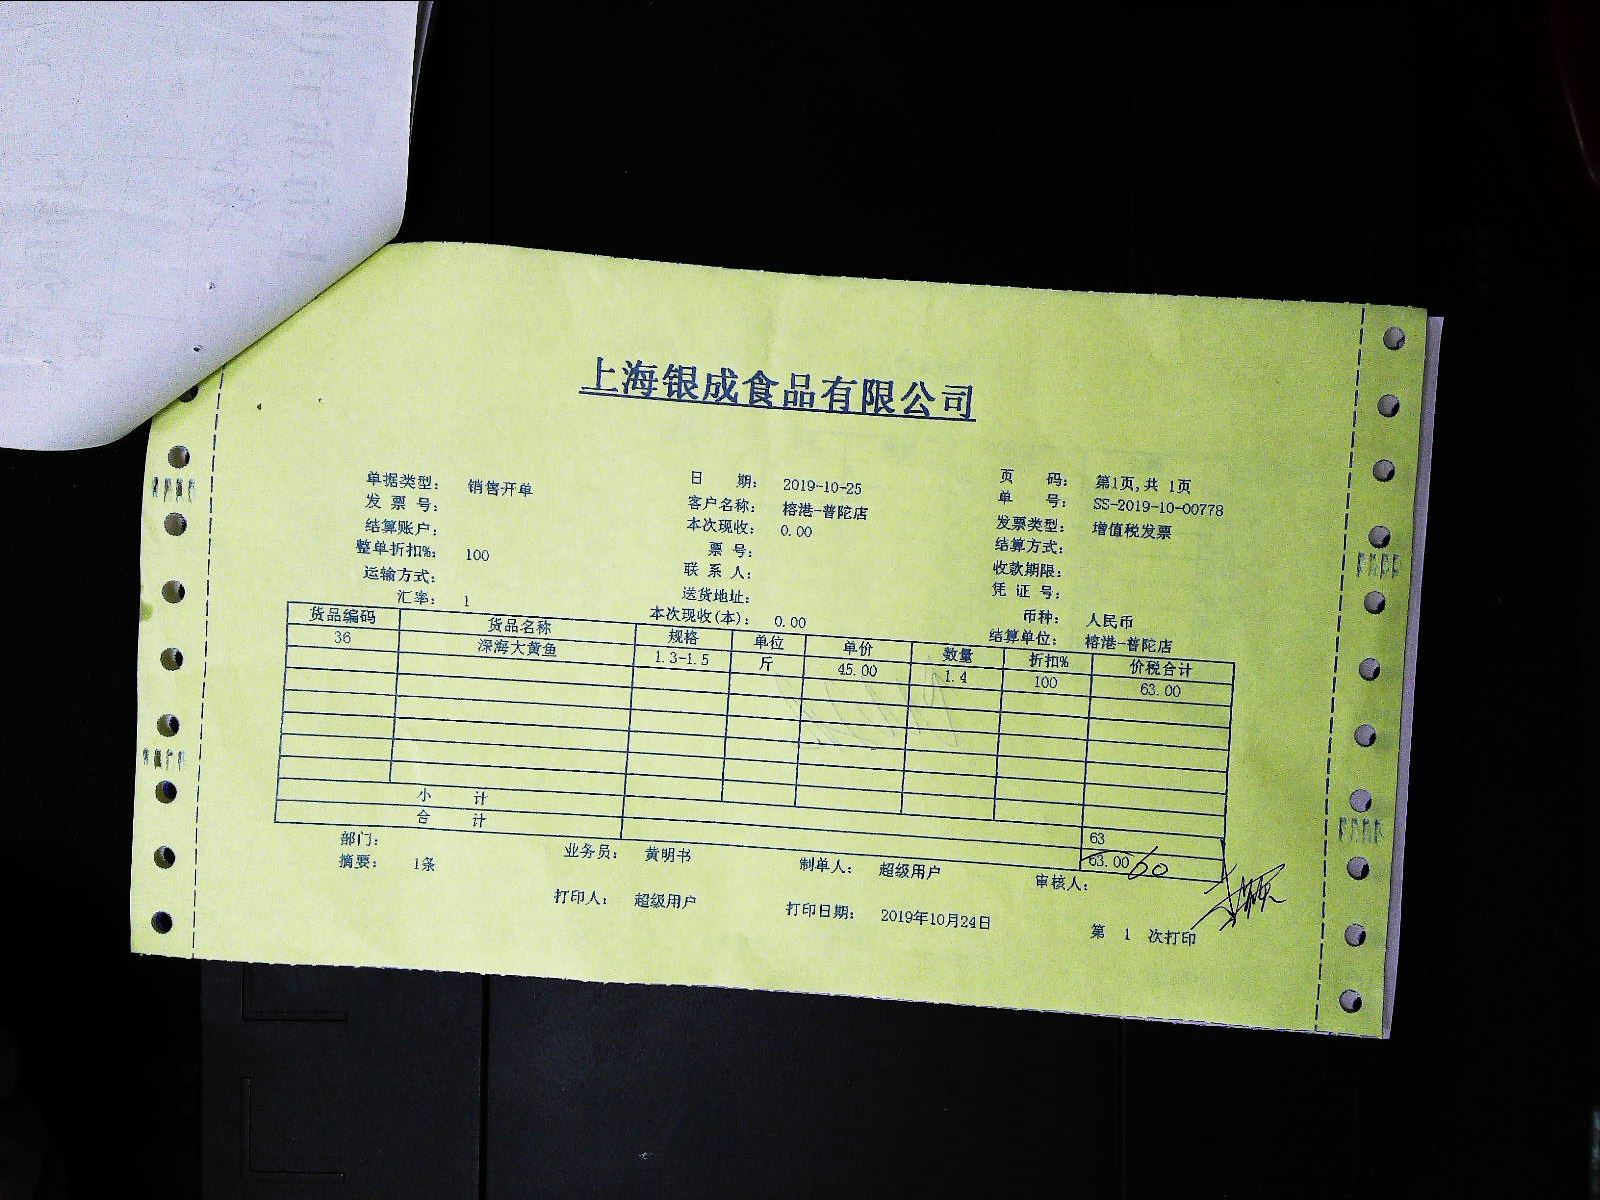 上海银成食品有限公司
单据类型： 销售开单 日 期： 2019-10-25 页 码： 第1页,共 1页
发 票 号： 客户名称： 榕港-普陀店 单 号： SS-2019-10-00778
结算账户： 本次现收： 0.00 发票类型： 增值税发票
整单折扣%： 100 票 号： 结算方式：
运输方式： 联 系 人： 收款期限：
汇率： 1 送货地址： 凭 证 号：
本次现收(本)： 0.00 币种： 人民币
结算单位： 榕港-普陀店
货品编码 货品名称 规格 单位 单价 数量 折扣% 价税合计
36 深海大黄鱼 1.3-1.5 斤 45.00 1.4 100 63.00
小 计 63
合 计 63.00 60
部门： 业务员： 黄明书 制单人： 超级用户 审核人：
摘要： 1条
打印人： 超级用户 打印日期： 2019年10月24日 第 1 次打印